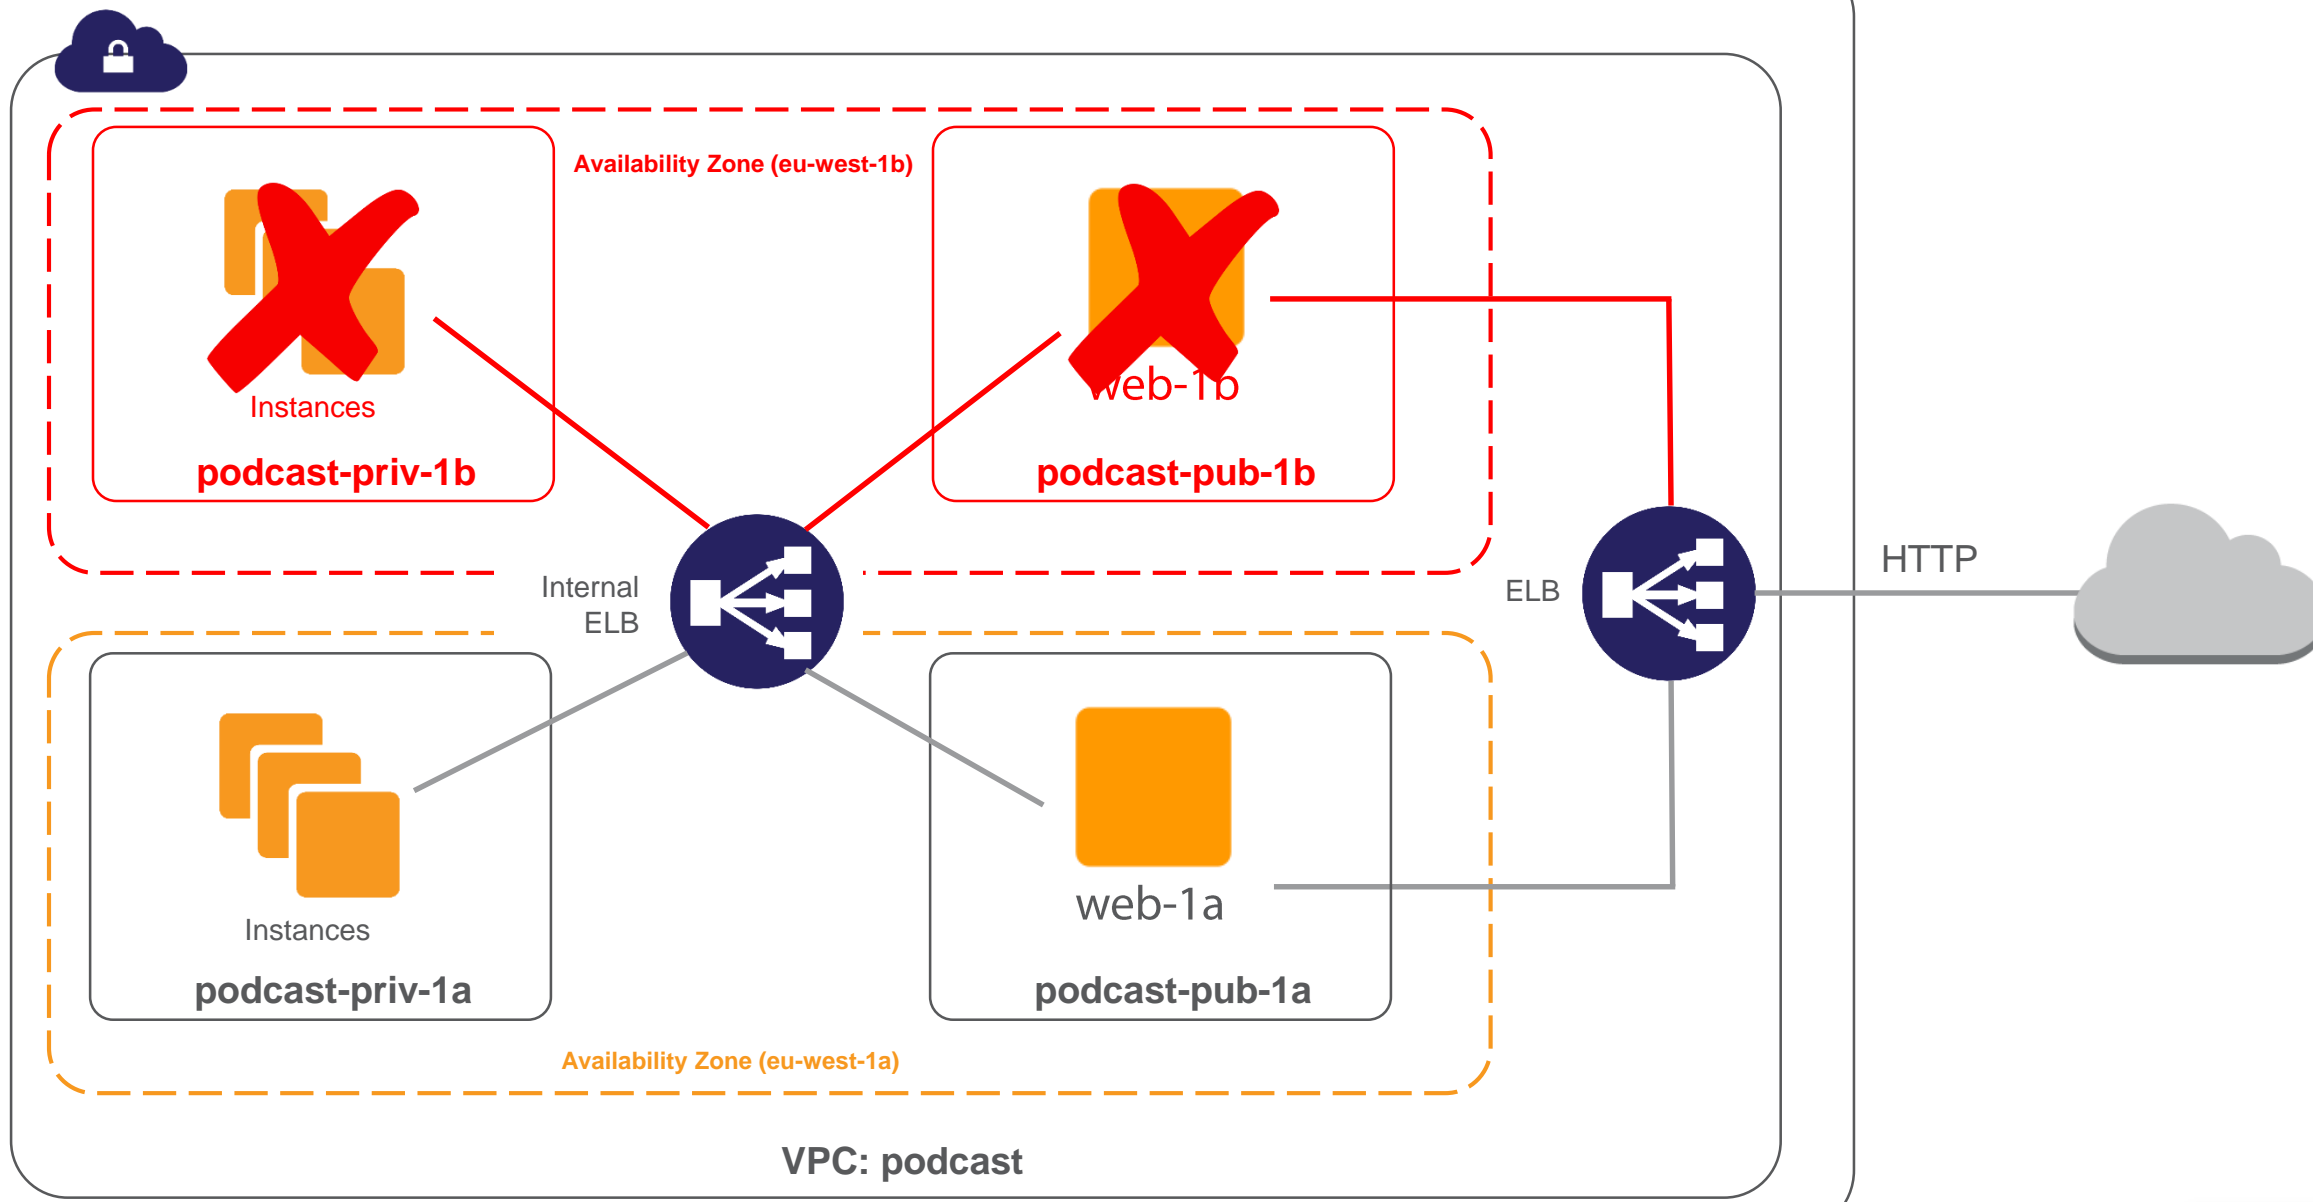 Availability Zone (eu-west-1b)
Instances
web-1b
podcast-priv-1b
podcast-pub-1b
Internal
ELB
ELB
HTTP
Instances
web-1a
podcast-priv-1a
podcast-pub-1a
Availability Zone (eu-west-1a)
VPC: podcast